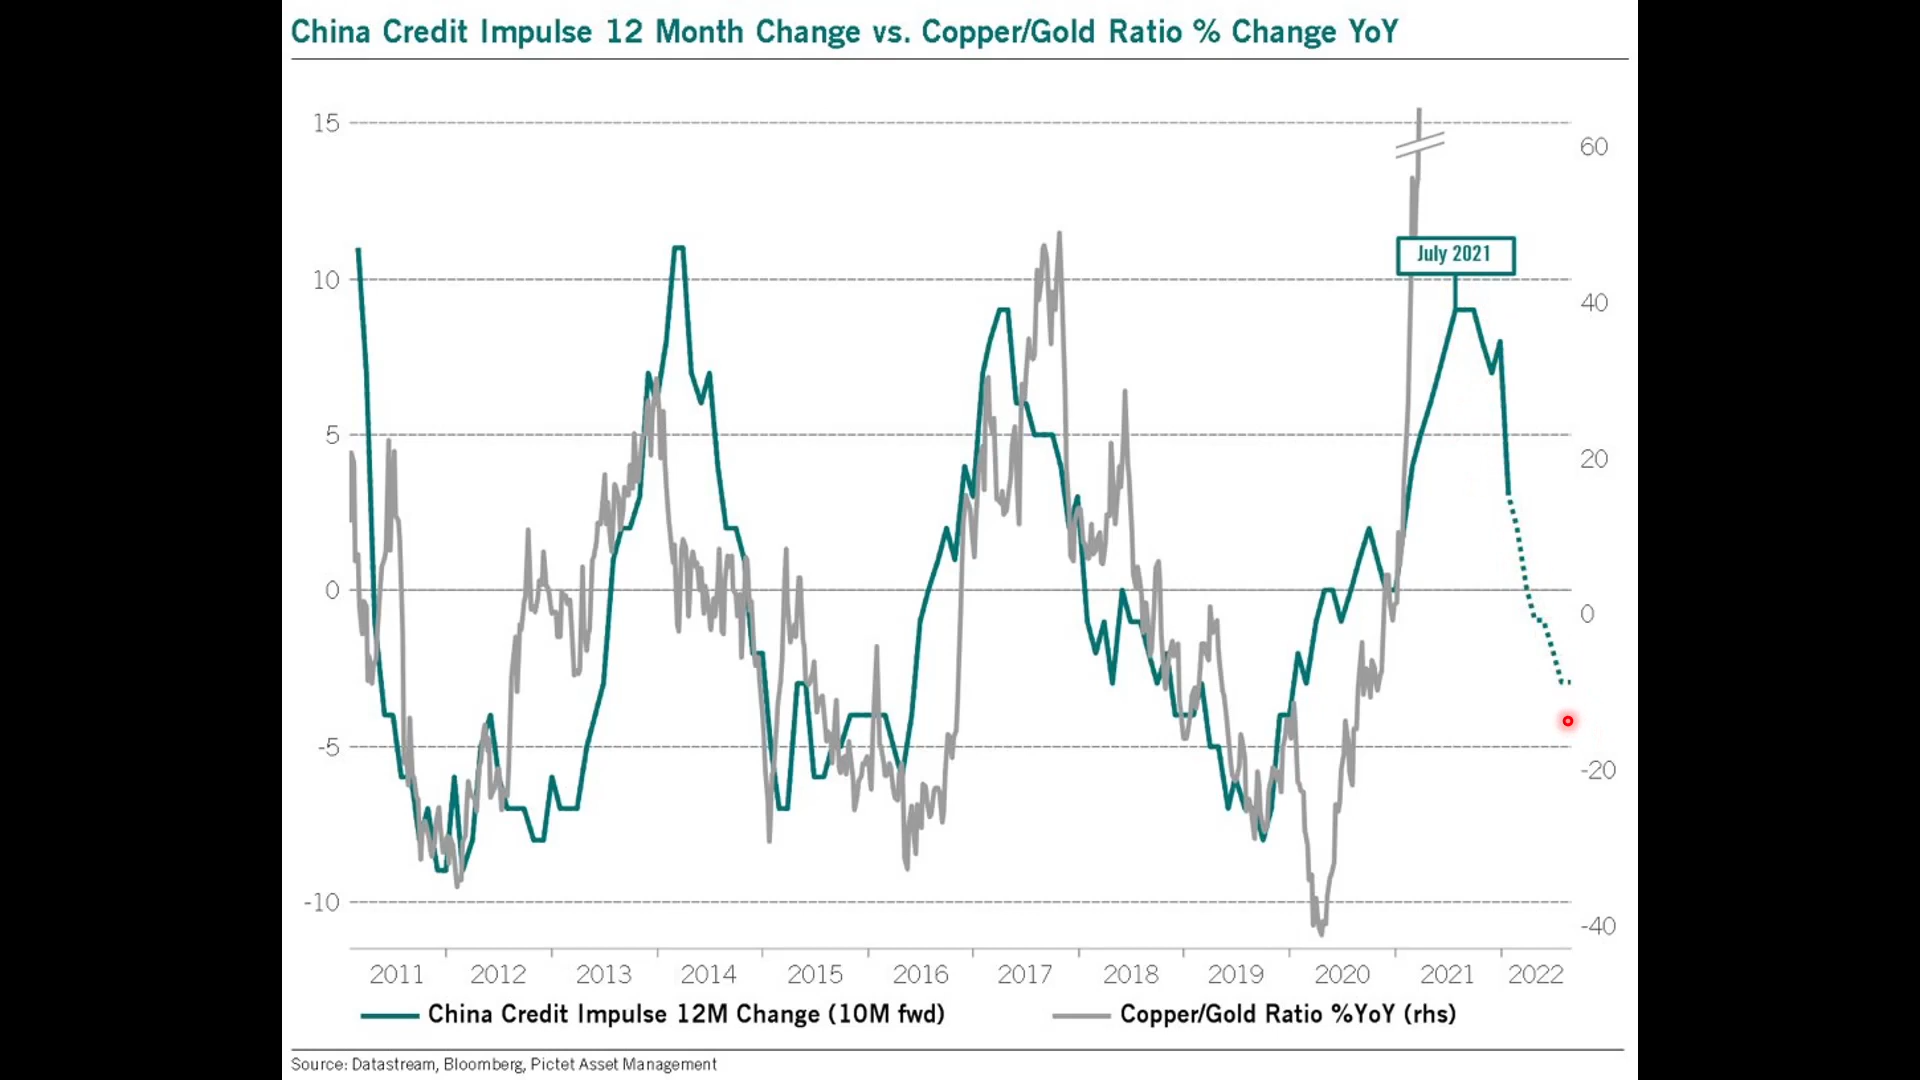 China Credit Impulse 12 Month Change vs. Copper/Gold Ratio % Change YoY
15
10
5
0
-5
-10
60
40
20
0
-20
-40
July 2021
2011 2012 2013 2014 2015 2016 2017 2018 2019 2020 2021 2022
China Credit Impulse 12M Change (10M fwd) Copper/Gold Ratio %YoY (rhs)
Source: Datastream, Bloomberg, Pictet Asset Management